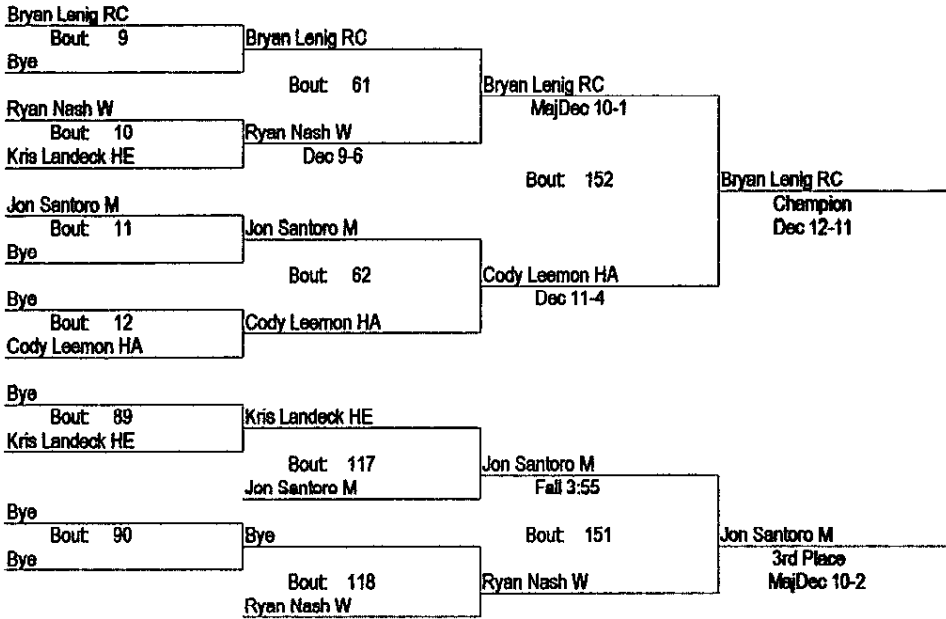 Bryan Lenig RC
Bout: 9
Bye
Bryan Lenig RC
Bout: 61
Ryan Nash W
Bout: 10
Kris Landeck HE
Ryan Nash W
Dec 9-6
Bryan Lenig RC
MajDec 10-1
Bout: 152
Jon Santoro M
Bout: 11
Bye
Jon Santoro M
Bout: 62
Bye
Bout: 12
Cody Leemon HA
Cody Leemon HA
Cody Leemon HA
Dec 11-4
Bryan Lenig RC
Champion
Dec 12-11
Bye
Bout: 89
Kris Landeck HE
Kris Landeck HE
Bout: 117
Jon Santoro M
Jon Santoro M
Fall 3:55
Bout: 151
Bye
Bout: 90
Bye
Bye
Bout: 118
Ryan Nash W
Ryan Nash W
Jon Santoro M
3rd Place
MajDec 10-2